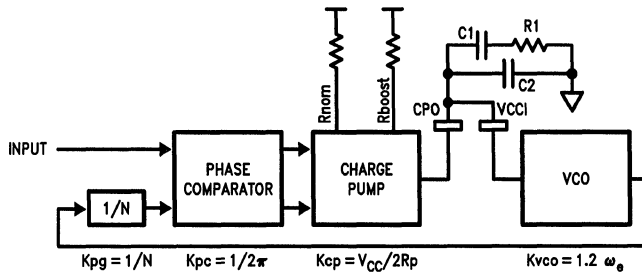 C1
R1
C2
Rnom
Rboost
CPO
VCCI
INPUT
PHASE
COMPARATOR
CHARGE
PUMP
VCO
1/N
Kpg = 1/N
Kpc = 1/2π
Kcp = VCC/2Rp
Kvco = 1.2 ωo